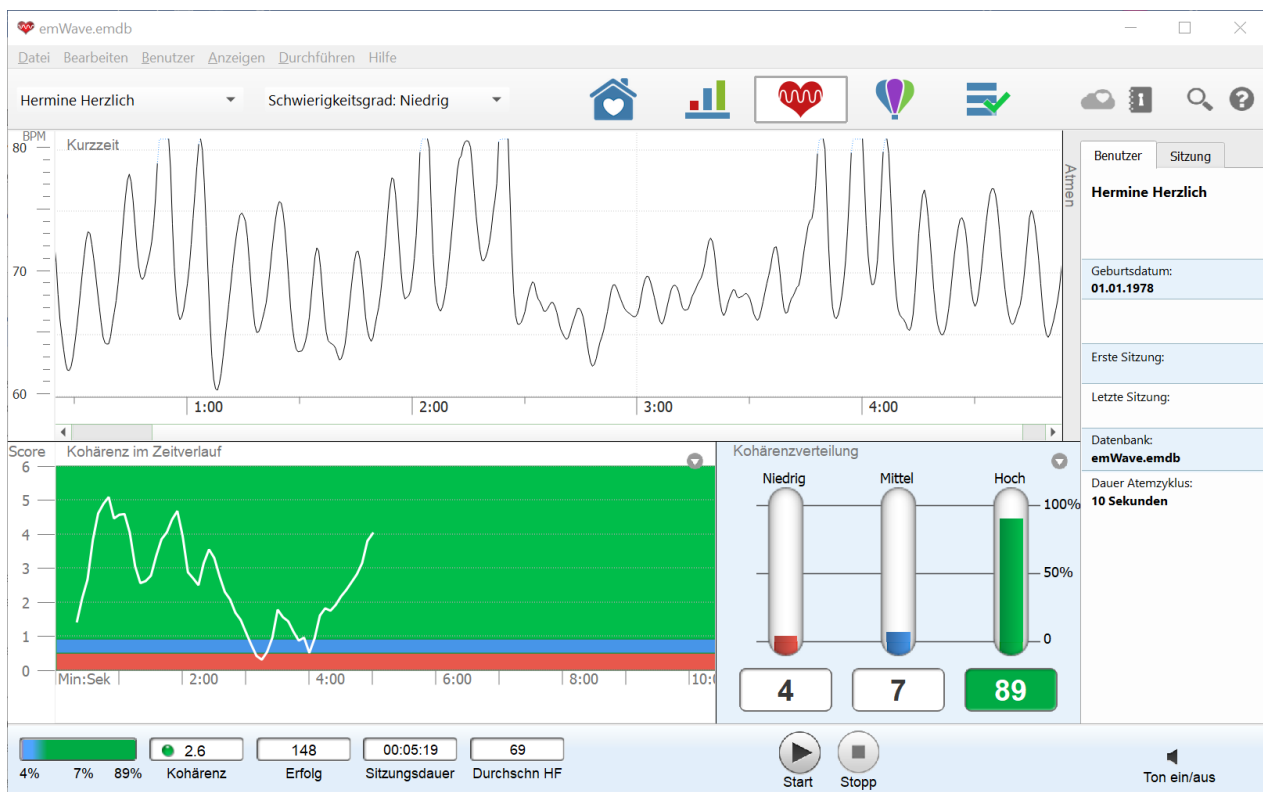 emWave.emdb
Datei Bearbeiten Benutzer Anzeigen Durchführen Hilfe
Hermine Herzlich
Schwierigkeitsgrad: Niedrig
BPM
Kurzzeit
80
70
60
1:00 2:00 3:00 4:00
Atmen
Benutzer Sitzung
Hermine Herzlich
Geburtsdatum:
01.01.1978
Erste Sitzung:
Letzte Sitzung:
Datenbank:
emWave.emdb
Dauer Atemzyklus:
10 Sekunden
Score
Kohärenz im Zeitverlauf
6
5
4
3
2
1
0
Min:Sek 2:00 4:00 6:00 8:00 10:
Kohärenzverteilung
Niedrig Mittel Hoch
100%
50%
0
4 7 89
4% 7% 89%
2.6
Kohärenz
148
Erfolg
00:05:19
Sitzungsdauer
69
Durchschn HF
Start
Stopp
Ton ein/aus